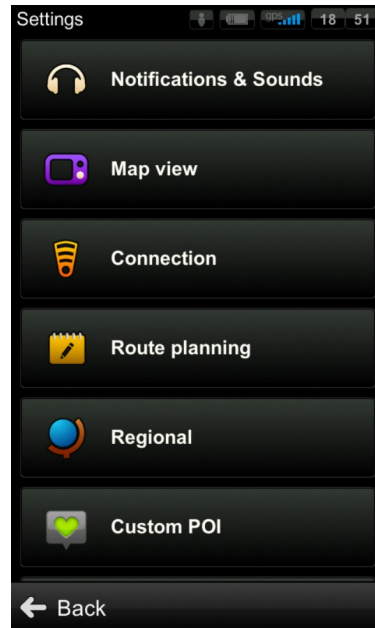 Settings gps 18 51
Notifications & Sounds
Map view
Connection
Route planning
Regional
Custom POI
Back